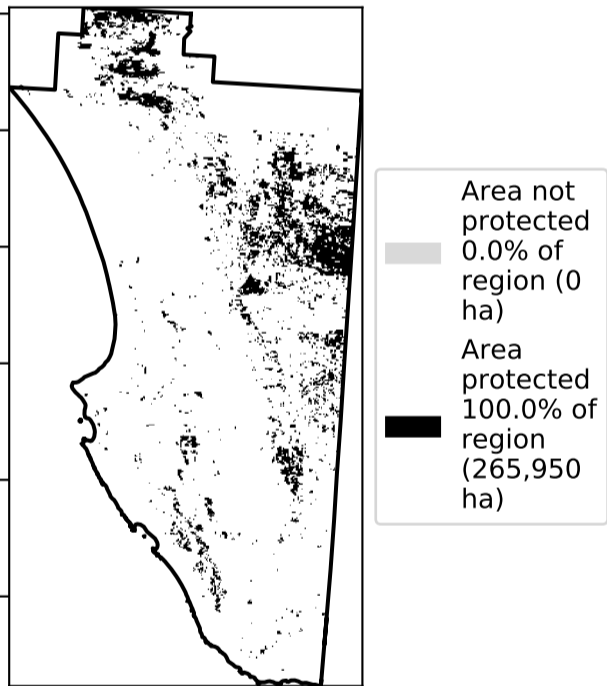 Area not
protected
0.0% of
region (0
ha)
Area
protected
100.0% of
region
(265,950
ha)